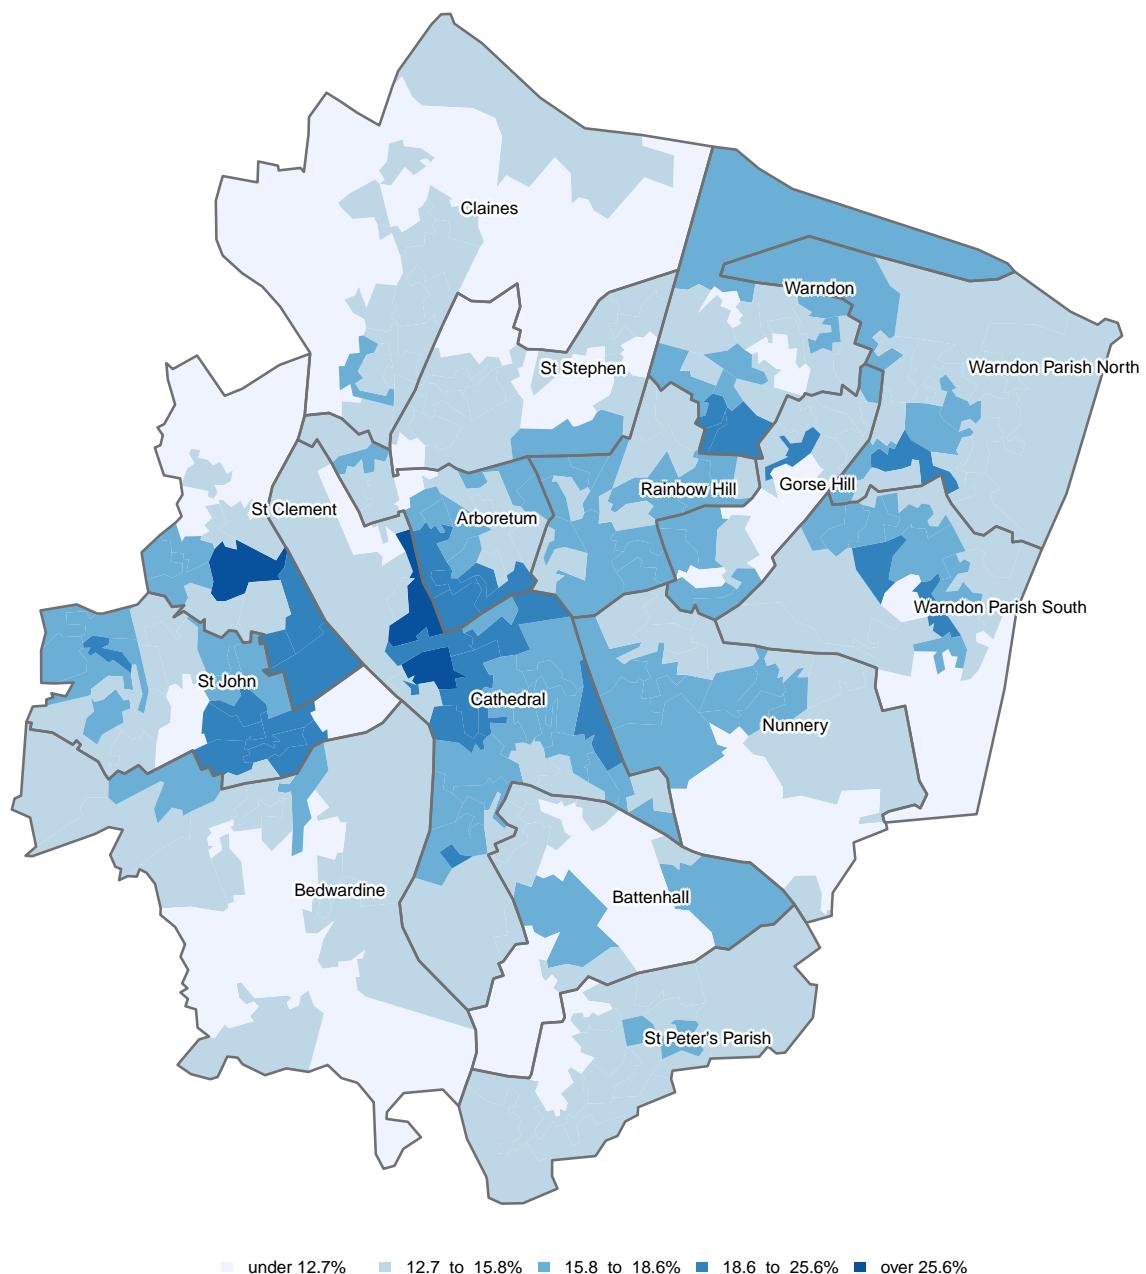 Claines
Warndon
St Stephen
Warndon Parish North
Rainbow Hill
Gorse Hill
St Clement
Arboretum
Warndon Parish South
St John
Cathedral
Nunnery
Bedwardine
Battenhall
St Peter's Parish
under 12.7% 12.7 to 15.8% 15.8 to 18.6% 18.6 to 25.6% over 25.6%